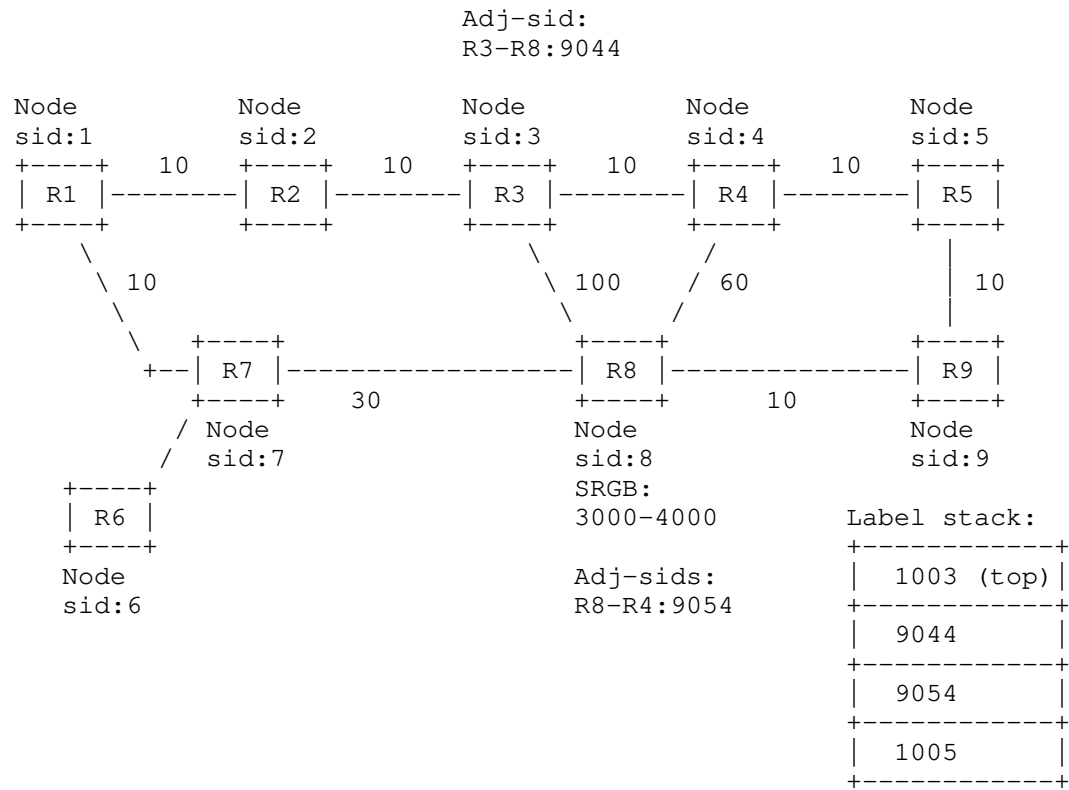 Adj-sid:
R3-R8:9044
Node Node Node Node Node
sid:1 sid:2 sid:3 sid:4 sid:5
10 10 10 10
R1 R2 R3 R4 R5
10 100 60 10
R7 R8 R9
30 10
Node Node Node
sid:7 sid:8 sid:9
SRGB:
R6 3000-4000 Label stack:
1003 (top)
Node Adj-sids:
sid:6 R8-R4:9054
9044
9054
1005